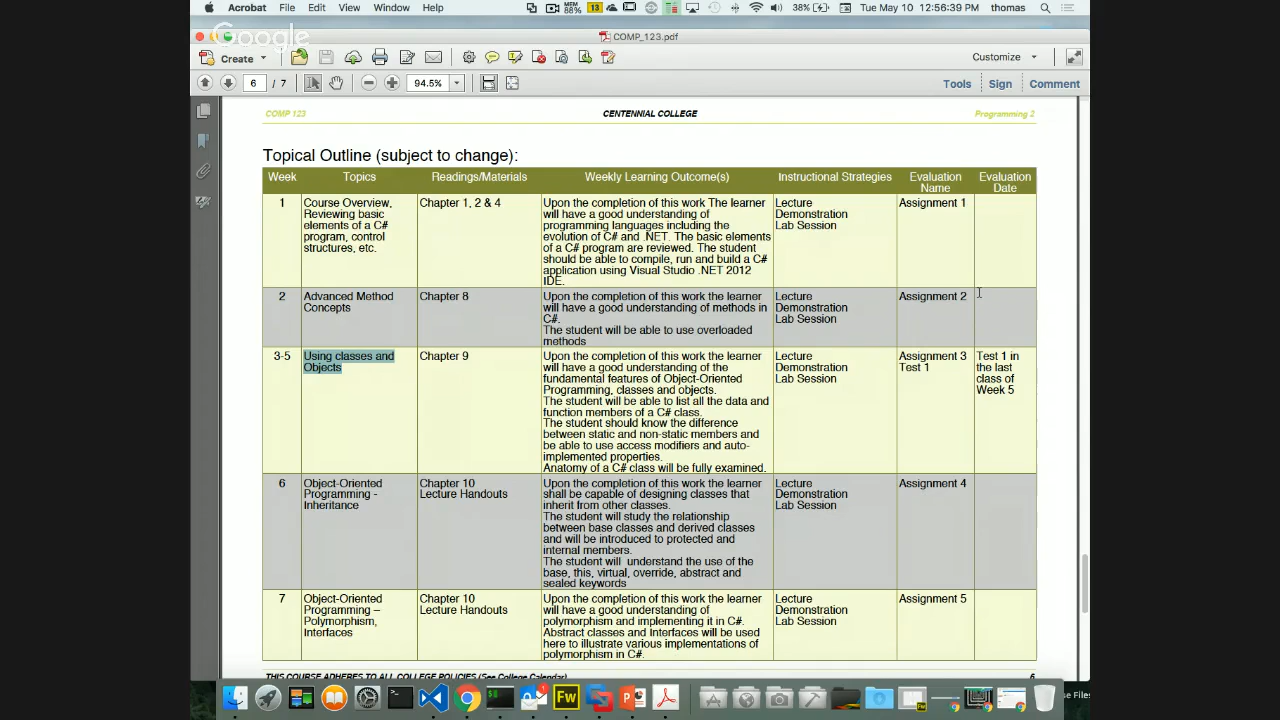 Acrobat File Edit View Window Help MEM 88% 13 38% Tue May 10 12:56:39 PM thomas
Google
COMP_123.pdf
Create Customize
6 / 7 94.5% Tools Sign Comment
COMP 123 CENTENNIAL COLLEGE Programming 2
Topical Outline (subject to change):
Week Topics Readings/Materials Weekly Learning Outcome(s) Instructional Strategies Evaluation Name Evaluation Date
1
Course Overview,
Reviewing basic
elements of a C#
program, control
structures, etc.
Chapter 1, 2 & 4
Upon the completion of this work The learner
will have a good understanding of
programming languages including the
evolution of C# and .NET. The basic elements
of a C# program are reviewed. The student
should be able to compile, run and build a C#
application using Visual Studio .NET 2012
IDE.
Lecture
Demonstration
Lab Session
Assignment 1
2
Advanced Method
Concepts
Chapter 8
Upon the completion of this work the learner
will have a good understanding of methods in
C#.
The student will be able to use overloaded
methods
Lecture
Demonstration
Lab Session
Assignment 2
3-5
Using classes and
Objects
Chapter 9
Upon the completion of this work the learner
will have a good understanding of the
fundamental features of Object-Oriented
Programming, classes and objects.
The student will be able to list all the data and
function members of a C# class.
The student should know the difference
between static and non-static members and
be able to use access modifiers and auto-
implemented properties.
Anatomy of a C# class will be fully examined.
Lecture
Demonstration
Lab Session
Assignment 3
Test 1
Test 1 in
the last
class of
Week 5
6
Object-Oriented
Programming -
Inheritance
Chapter 10
Lecture Handouts
Upon the completion of this work the learner
shall be capable of designing classes that
inherit from other classes.
The student will study the relationship
between base classes and derived classes
and will be introduced to protected and
internal members.
The student will understand the use of the
base, this, virtual, override, abstract and
sealed keywords
Lecture
Demonstration
Lab Session
Assignment 4
7
Object-Oriented
Programming –
Polymorphism,
Interfaces
Chapter 10
Lecture Handouts
Upon the completion of this work the learner
will have a good understanding of
polymorphism and implementing it in C#.
Abstract classes and Interfaces will be used
here to illustrate various implementations of
polymorphism in C#.
Lecture
Demonstration
Lab Session
Assignment 5
THIS COURSE ADHERES TO ALL COLLEGE POLICIES (See College Calendar) 6
Fw
se Files